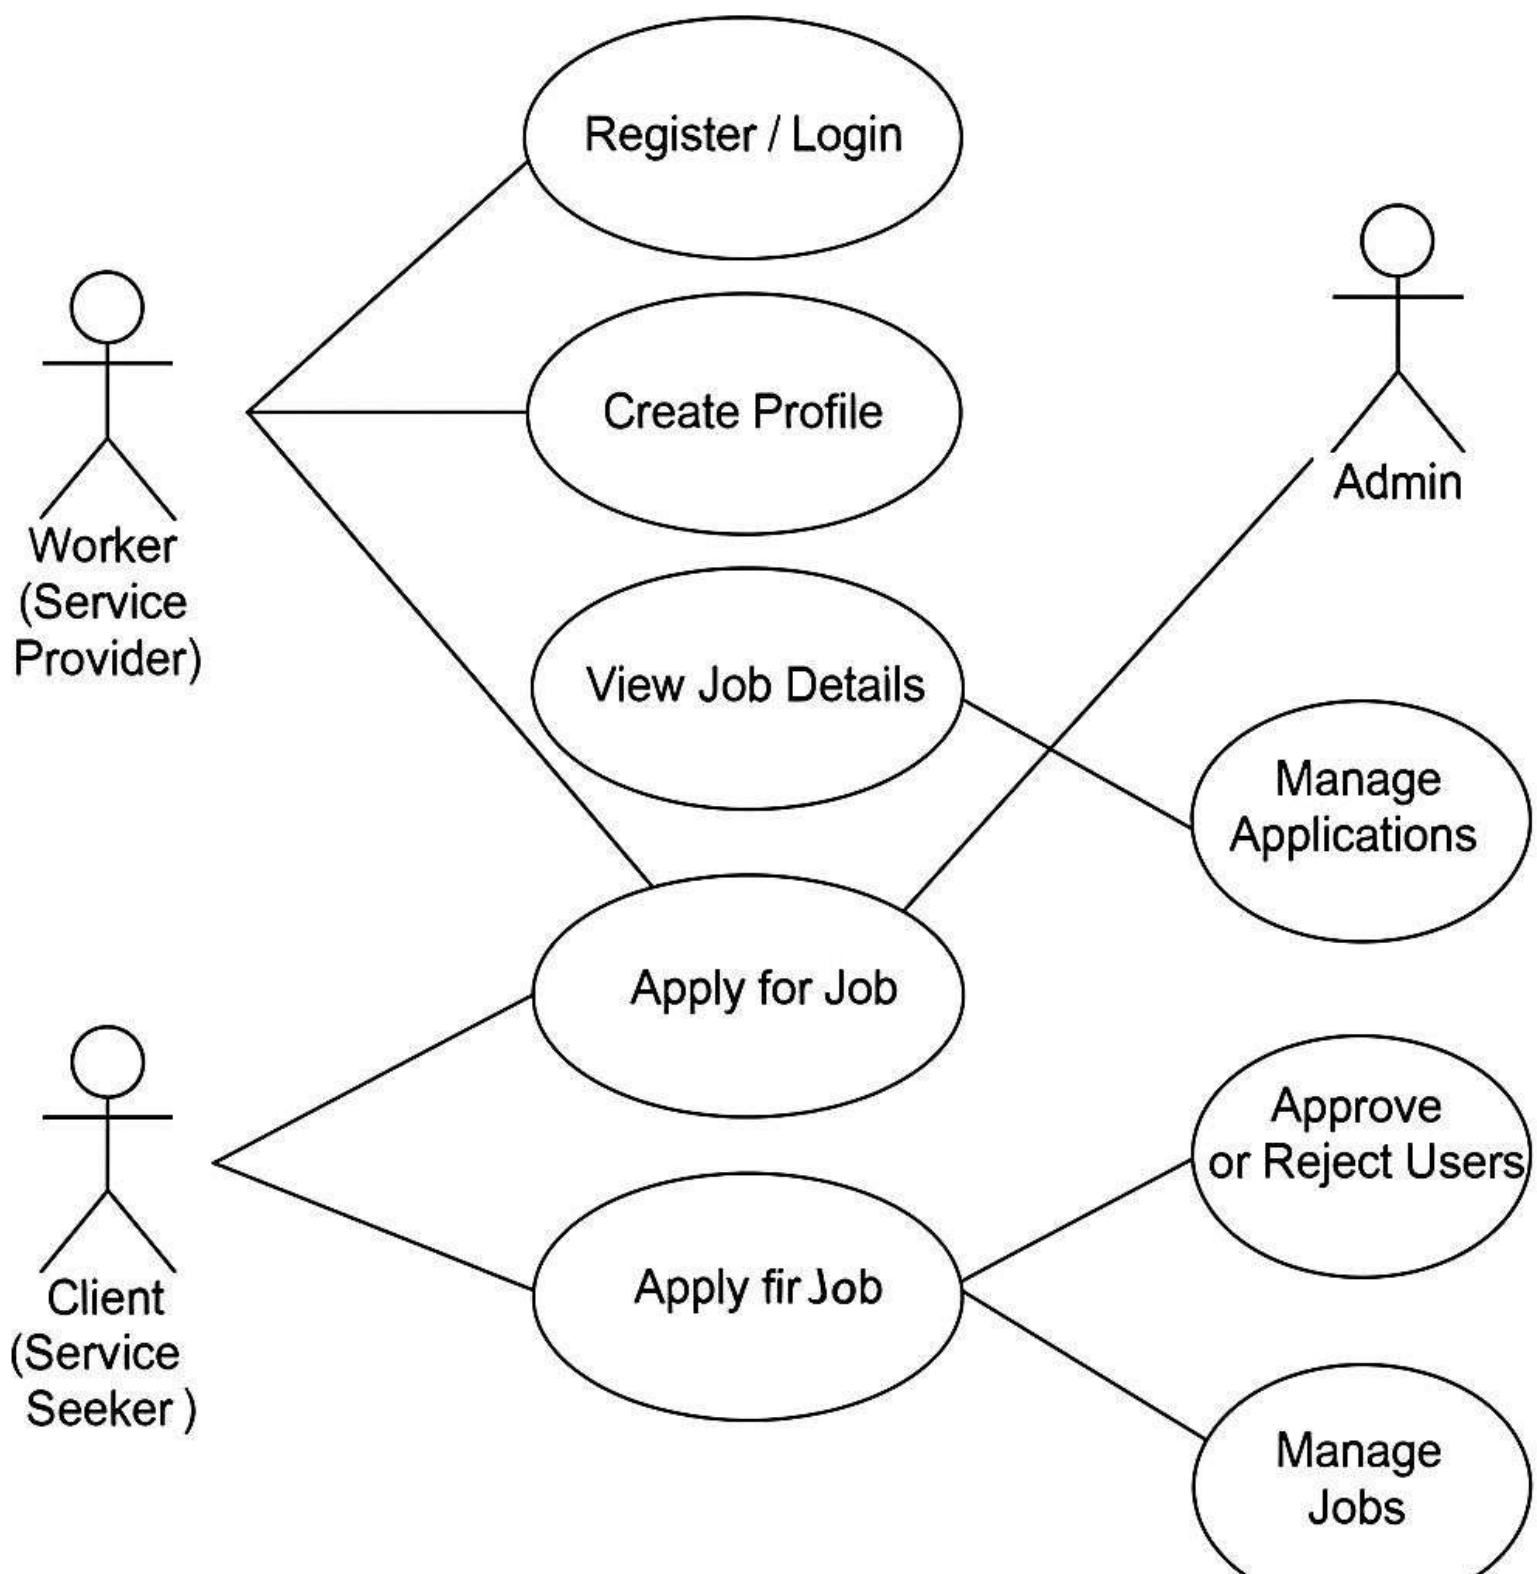 Register / Login
Create Profile
Worker
(Service
Provider)
Admin
View Job Details
Manage
Applications
Apply for Job
Approve
or Reject Users
Client
(Service
Seeker )
Apply fir Job
Manage
Jobs